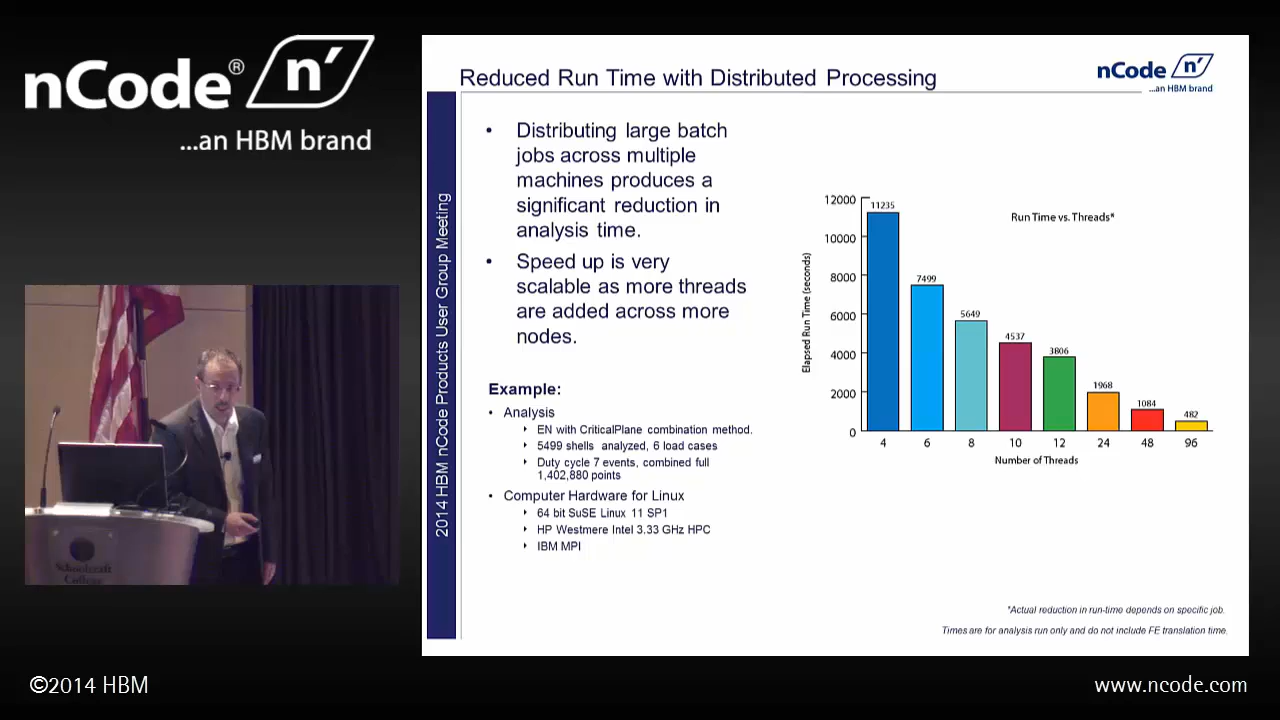 nCode® n'
...an HBM brand
Reduced Run Time with Distributed Processing
nCode n'
...an HBM brand
2014 HBM nCode Products User Group Meeting
• Distributing large batch
jobs across multiple
machines produces a
significant reduction in
analysis time.
• Speed up is very
scalable as more threads
are added across more
nodes.
Example:
• Analysis
EN with CriticalPlane combination method.
5499 shells analyzed, 6 load cases
Duty cycle 7 events, combined full
1,402,880 points
• Computer Hardware for Linux
64 bit SuSE Linux 11 SP1
HP Westmere Intel 3.33 GHz HPC
IBM MPI
Run Time vs. Threads*
Elapsed Run Time (seconds)
12000
10000
8000
6000
4000
2000
0
11235
7499
5649
4537
3806
1968
1084
482
4 6 8 10 12 24 48 96
Number of Threads
*Actual reduction in run-time depends on specific job.
Times are for analysis run only and do not include FE translation time.
Schoolcraft
College
©2014 HBM
www.ncode.com